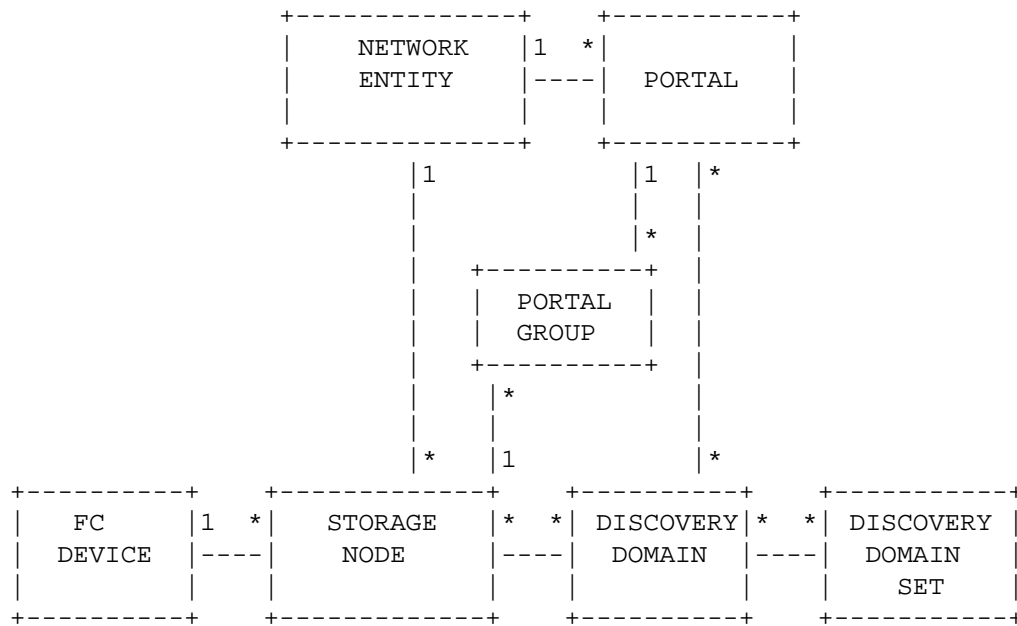 +--------------+    +-----------+
|    NETWORK   |1  *|           |
|    ENTITY    |----|  PORTAL   |
|              |    |           |
+--------------+    +-----------+
        |1            |1  |*
        |             |   |
        |             |*  |
        |   +----------+  |
        |   |  PORTAL  |  |
        |   |  GROUP   |  |
        |   +----------+  |
        |    |*           |
        |    |            |
        |*   |1           |*
+----------+    +-------------+    +----------+    +-----------+
|   FC     |1  *|   STORAGE   |*  *| DISCOVERY|*  *| DISCOVERY |
|  DEVICE  |----|    NODE     |----|  DOMAIN  |----|  DOMAIN   |
|          |    |             |    |          |    |    SET    |
+----------+    +-------------+    +----------+    +-----------+